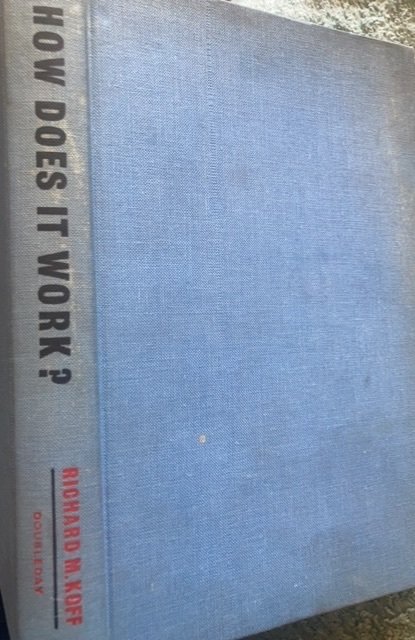 HOW DOES IT WORK?
RICHARD M. KOFF
DOUBLEDAY